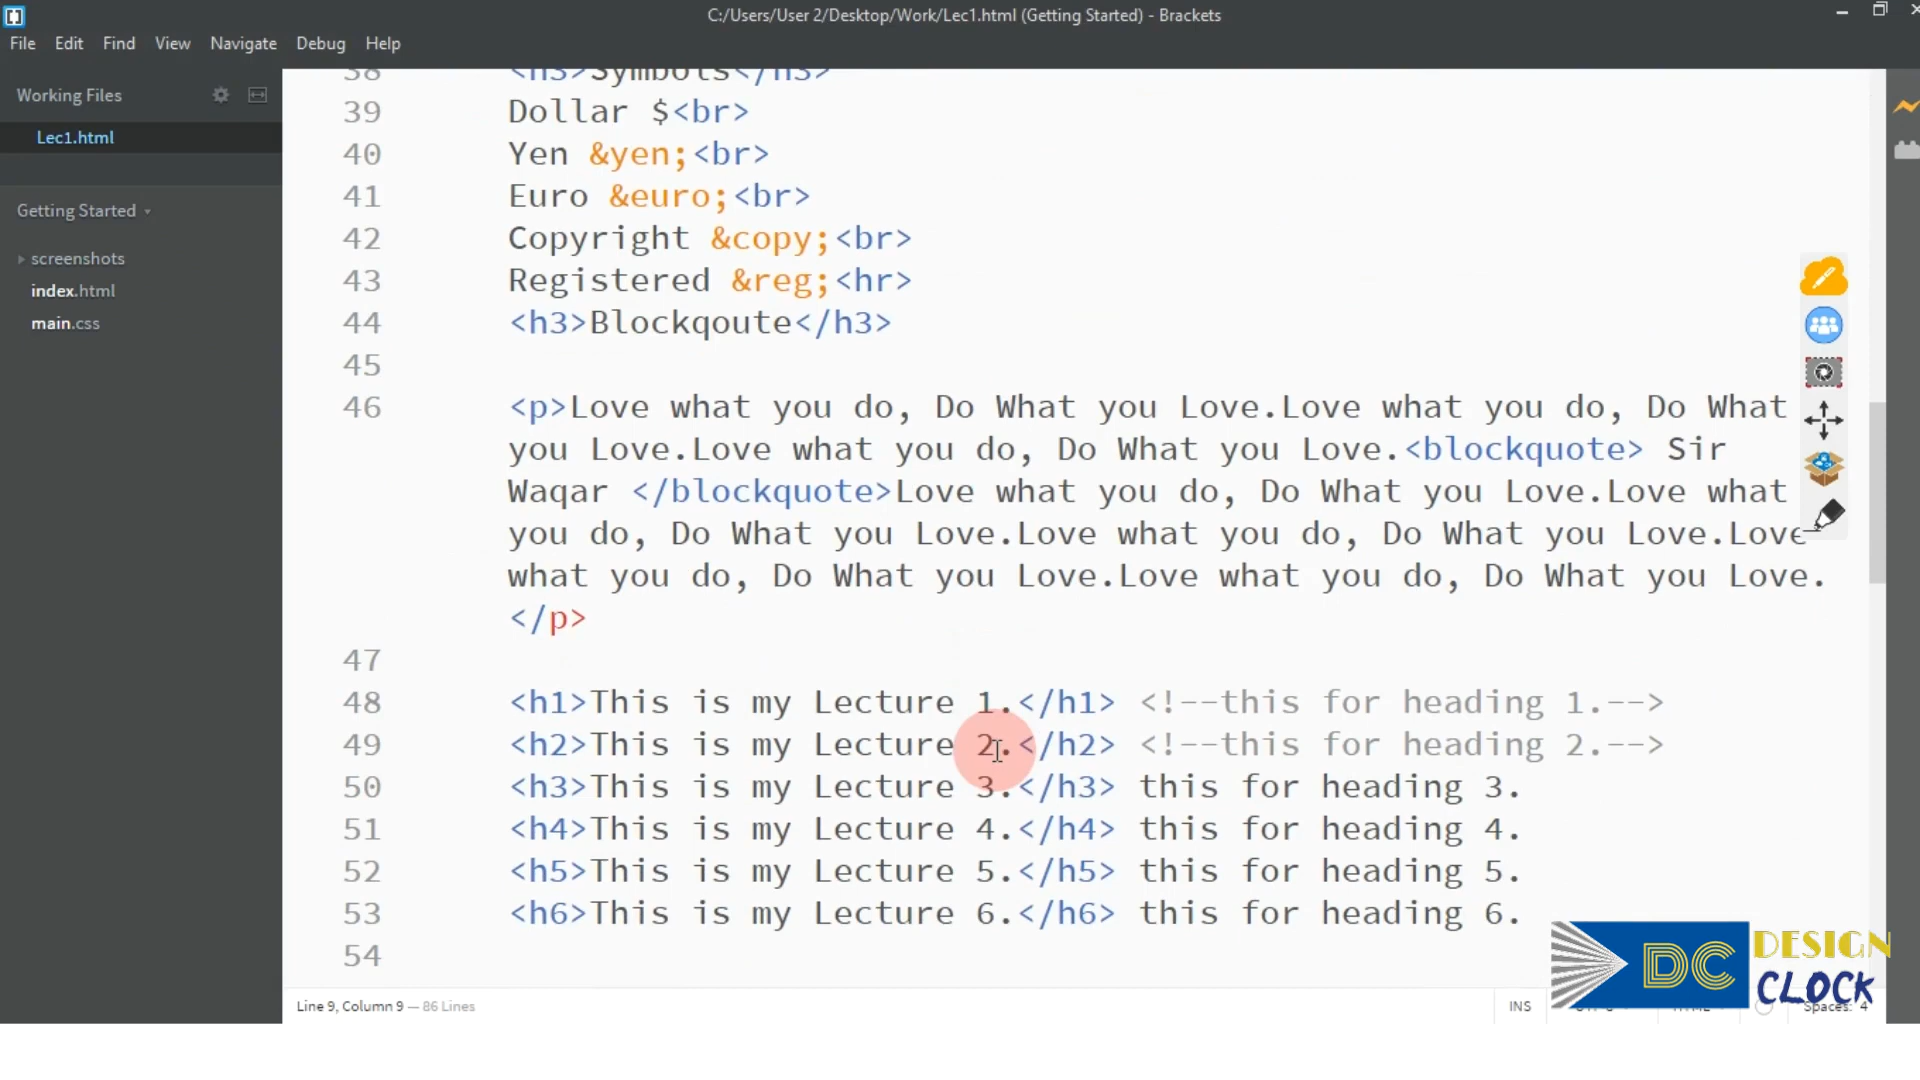 C:/Users/User 2/Desktop/Work/Lec1.html (Getting Started) - Brackets
File Edit Find View Navigate Debug Help
Working Files
Lec1.html
Getting Started
screenshots
index.html
main.css
38 <h3>Symbols</h3>
39 Dollar $<br>
40 Yen &yen;<br>
41 Euro &euro;<br>
42 Copyright &copy;<br>
43 Registered &reg;<hr>
44 <h3>Blockqoute</h3>
45
46 <p>Love what you do, Do What you Love.Love what you do, Do What
you Love.Love what you do, Do What you Love.<blockquote> Sir
Waqar </blockquote>Love what you do, Do What you Love.Love what
you do, Do What you Love.Love what you do, Do What you Love.Love
what you do, Do What you Love.Love what you do, Do What you Love.
</p>
47
48 <h1>This is my Lecture 1.</h1> <!--this for heading 1.-->
49 <h2>This is my Lecture 2.</h2> <!--this for heading 2.-->
50 <h3>This is my Lecture 3.</h3> this for heading 3.
51 <h4>This is my Lecture 4.</h4> this for heading 4.
52 <h5>This is my Lecture 5.</h5> this for heading 5.
53 <h6>This is my Lecture 6.</h6> this for heading 6.
54
Line 9, Column 9 — 86 Lines
INS
Spaces: 4
DC DESIGN
CLOCK